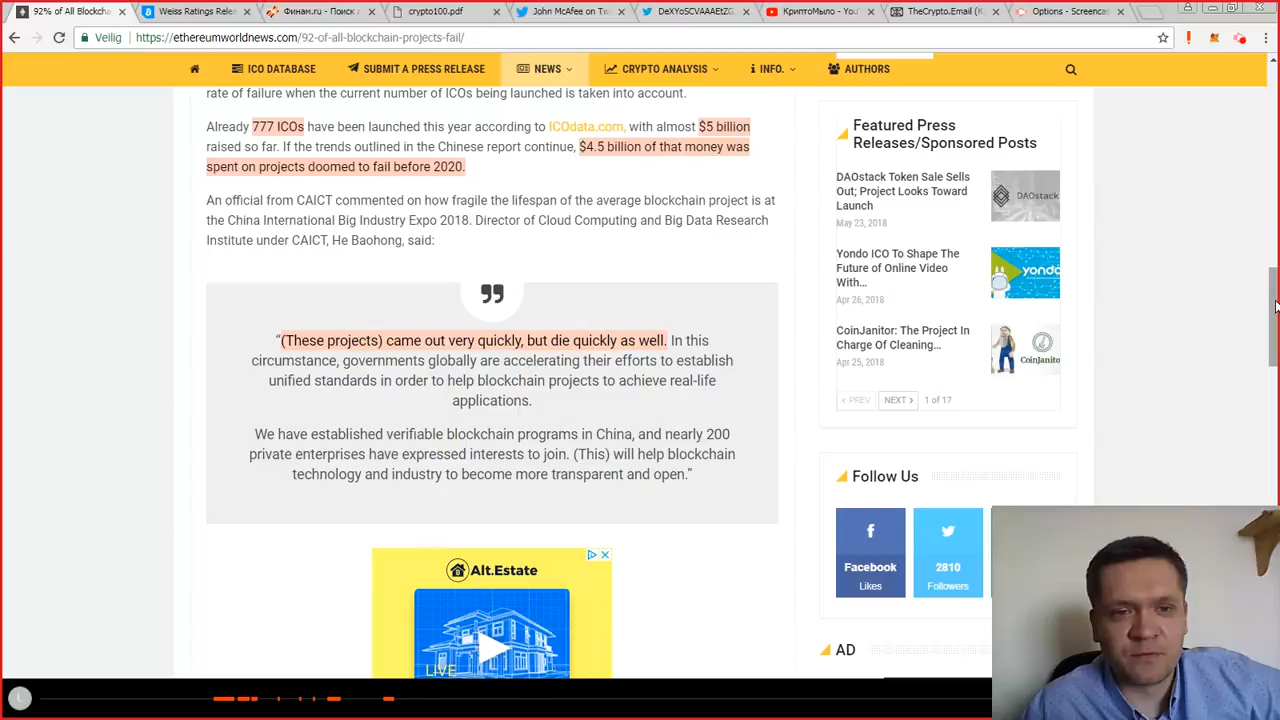 92% of All Blockcha
Weiss Ratings Rele
Финам.ru - Поиск
crypto100.pdf
John McAfee on Tw
DeXYoSCVAAAEtZG
КриптоМыло - You
TheCrypto.Email (К
Options - Screencas
Veilig
https://ethereumworldnews.com/92-of-all-blockchain-projects-fail/
ICO DATABASE
SUBMIT A PRESS RELEASE
NEWS
CRYPTO ANALYSIS
INFO.
AUTHORS
rate of failure when the current number of ICOs being launched is taken into account.
Already 777 ICOs have been launched this year according to ICOdata.com, with almost $5 billion
raised so far. If the trends outlined in the Chinese report continue, $4.5 billion of that money was
spent on projects doomed to fail before 2020.
An official from CAICT commented on how fragile the lifespan of the average blockchain project is at
the China International Big Industry Expo 2018. Director of Cloud Computing and Big Data Research
Institute under CAICT, He Baohong, said:
“(These projects) came out very quickly, but die quickly as well. In this
circumstance, governments globally are accelerating their efforts to establish
unified standards in order to help blockchain projects to achieve real-life
applications.
We have established verifiable blockchain programs in China, and nearly 200
private enterprises have expressed interests to join. (This) will help blockchain
technology and industry to become more transparent and open.”
Alt.Estate
LIVE
Featured Press
Releases/Sponsored Posts
DAOstack Token Sale Sells
Out; Project Looks Toward
Launch
May 23, 2018
DAOstack
Yondo ICO To Shape The
Future of Online Video
With…
Apr 26, 2018
yondo
CoinJanitor: The Project In
Charge Of Cleaning…
Apr 25, 2018
CoinJanito
PREV
NEXT
1 of 17
Follow Us
Facebook
Likes
2810
Followers
AD
L